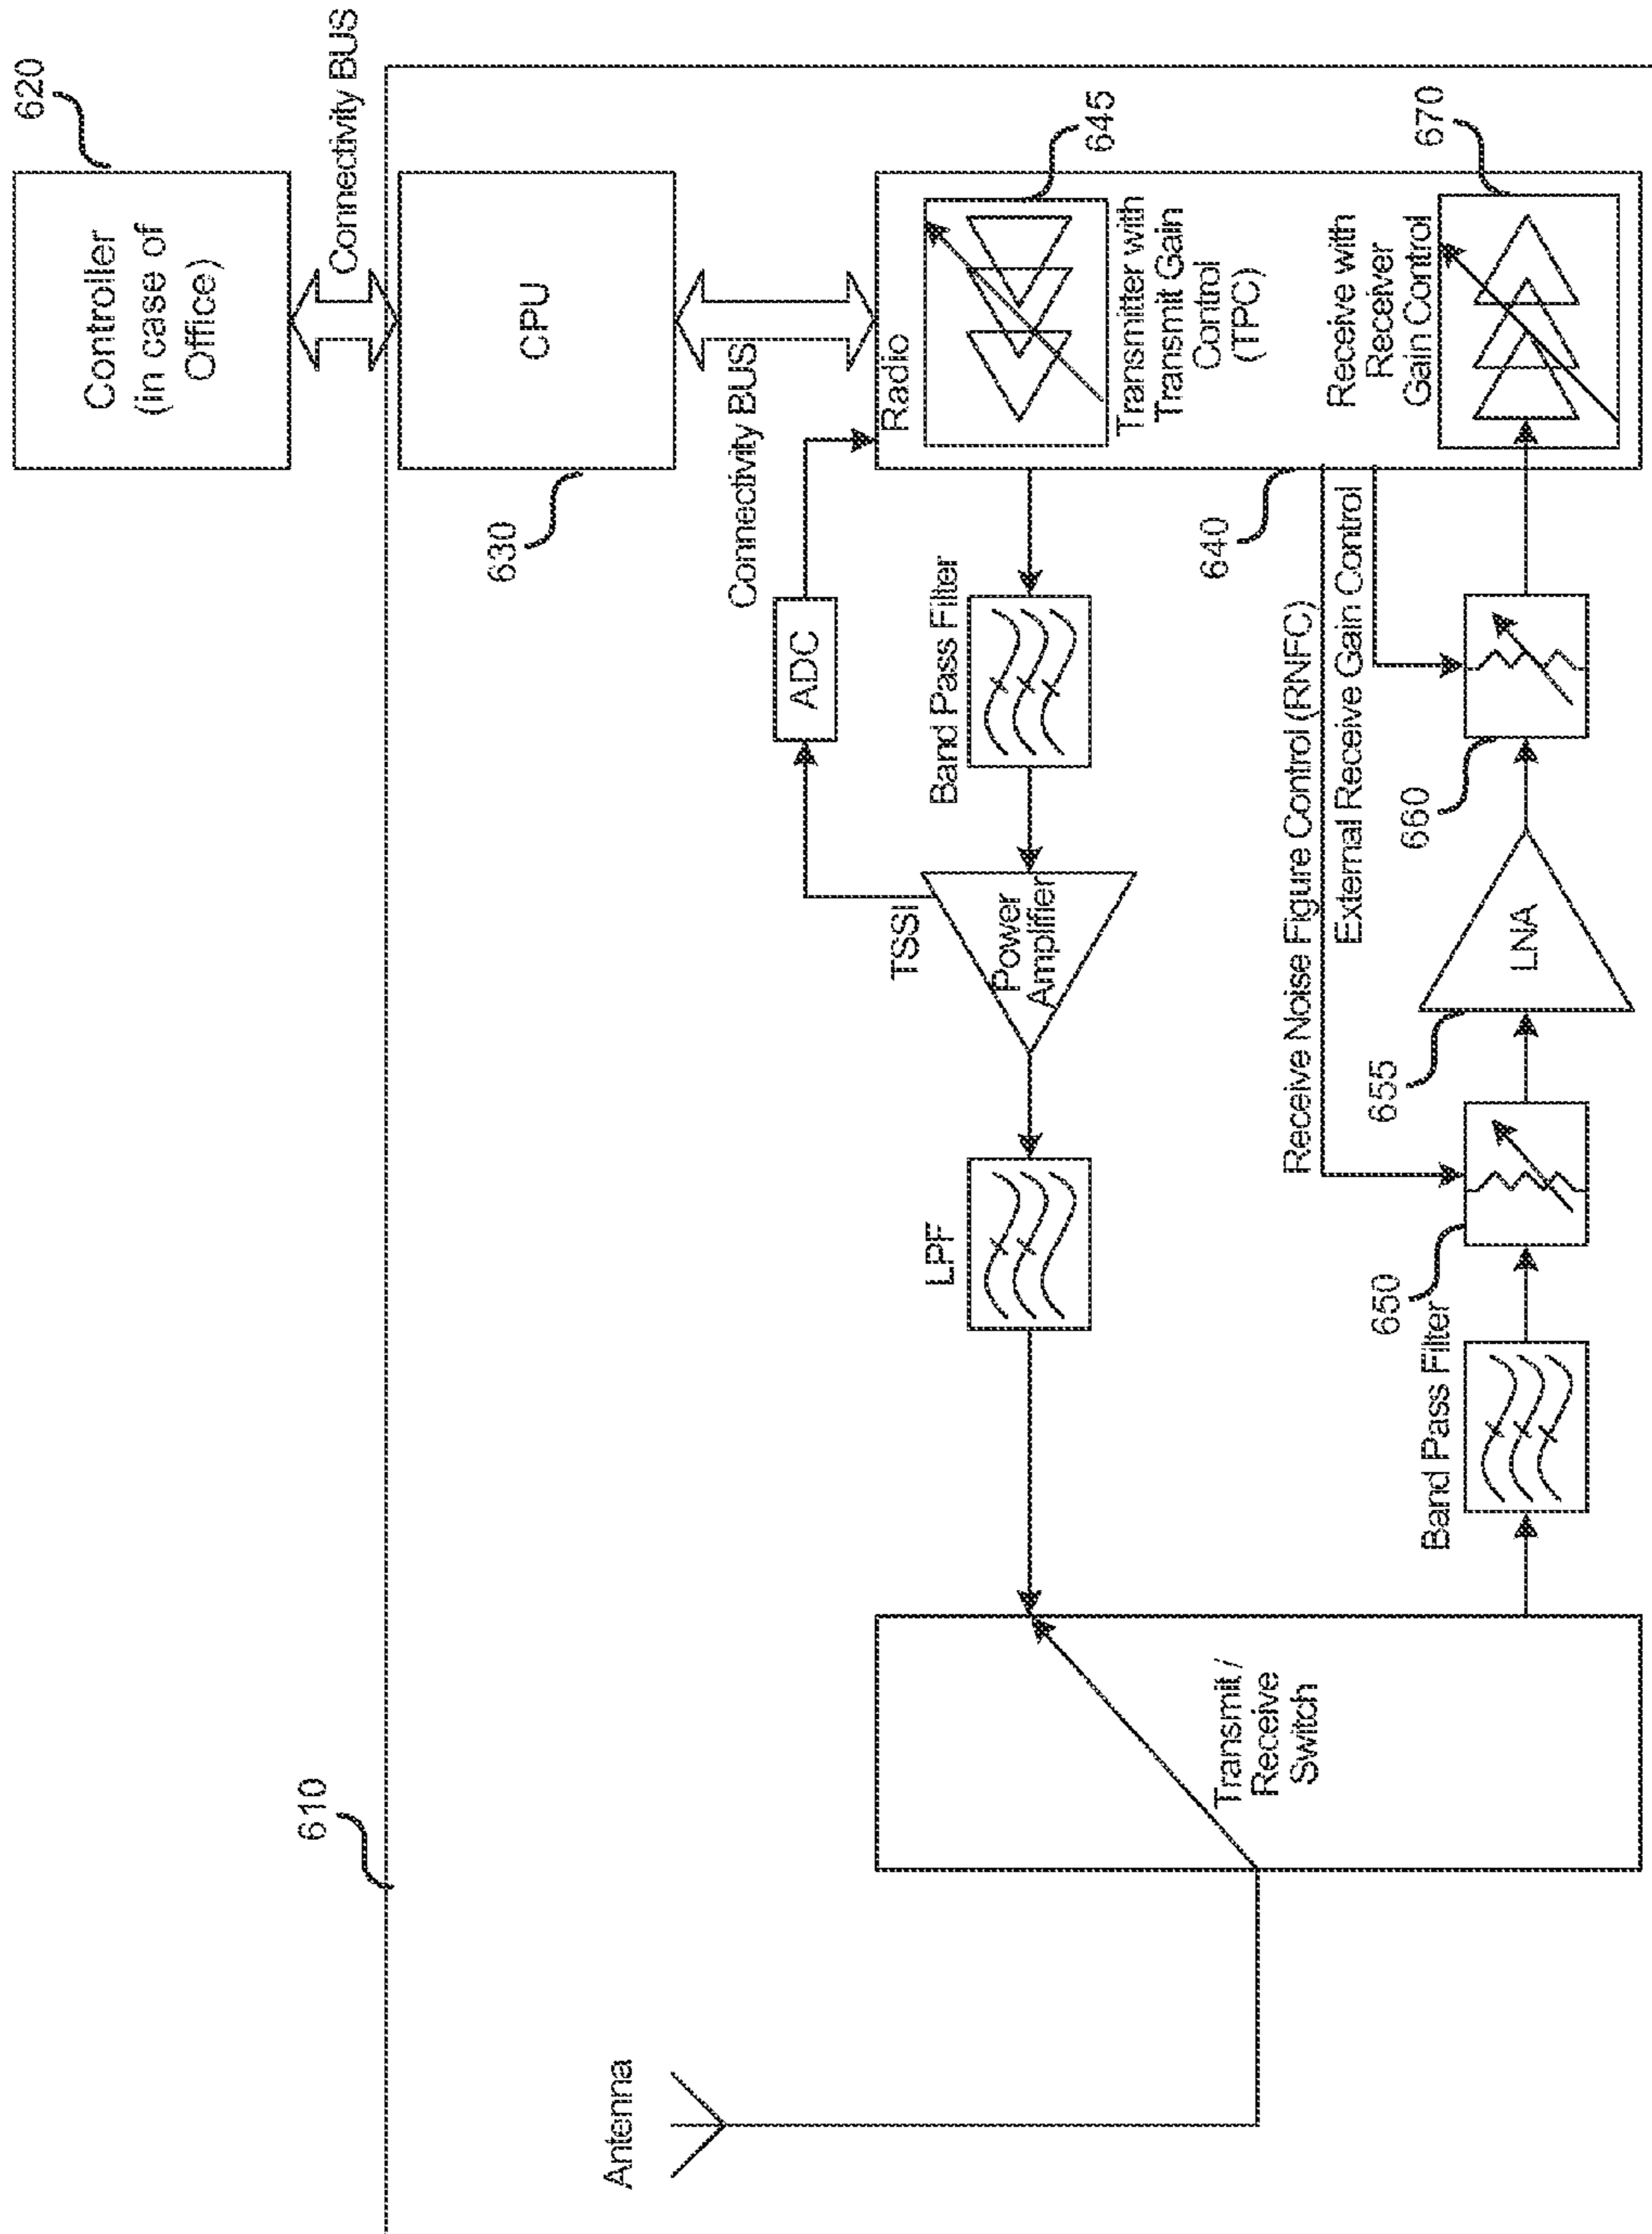 610
620
Controller
(in case of
Office)
Connectivity BUS
CPU
630
Connectivity BUS
Antenna
TSSI
ADC
Radio
LPF
Power
Amplifier
Band Pass Filter
645
Transmitter with
Transmit Gain
Control
(TPC)
Transmit /
Receive
Switch
640
Receive Noise Figure Control (RNFC)
External Receive Gain Control
Receive with
Receiver
Gain Control
670
Band Pass Filter
650
655
LNA
660